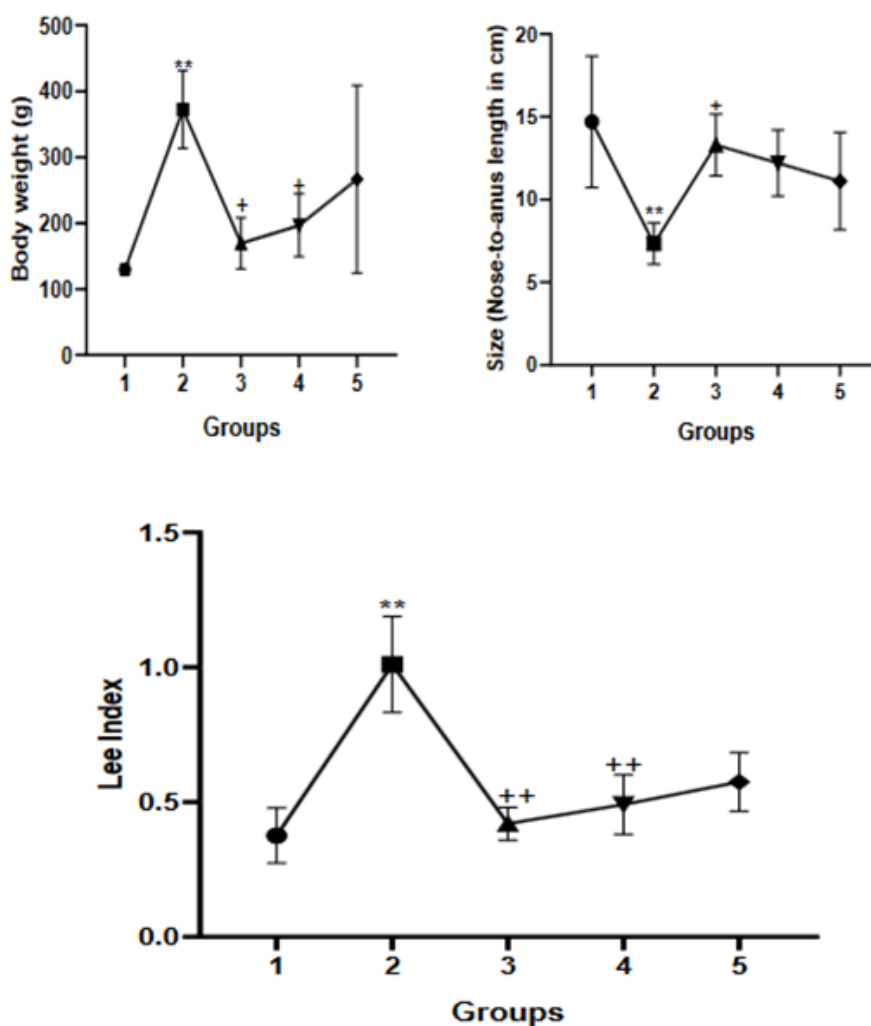 Body weight (g)
500
400
300
200
100
0
**
+
+
1 2 3 4 5
Groups
Size (Nose-to-anus length in cm)
20
15
10
5
0
**
+
1 2 3 4 5
Groups
Lee Index
1.5
1.0
0.5
0.0
**
++
++
1 2 3 4 5
Groups